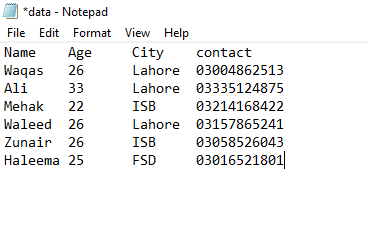 *data - Notepad
File Edit Format View Help
Name Age City contact
Waqas 26 Lahore 03004862513
Ali 33 Lahore 03335124875
Mehak 22 ISB 03214168422
Waleed 26 Lahore 03157865241
Zunair 26 ISB 03058526043
Haleema 25 FSD 03016521801